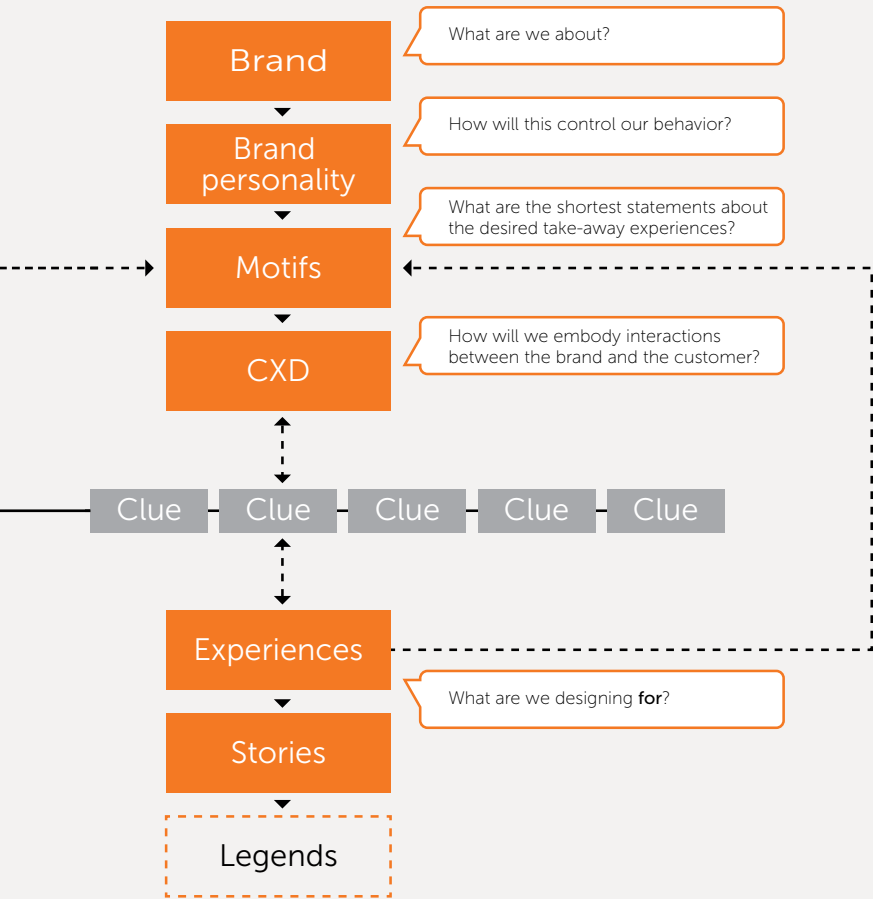 Brand
What are we about?
Brand
personality
How will this control our behavior?
Motifs
What are the shortest statements about
the desired take-away experiences?
CXD
How will we embody interactions
between the brand and the customer?
Clue
Clue
Clue
Clue
Clue
Experiences
What are we designing for?
Stories
Legends